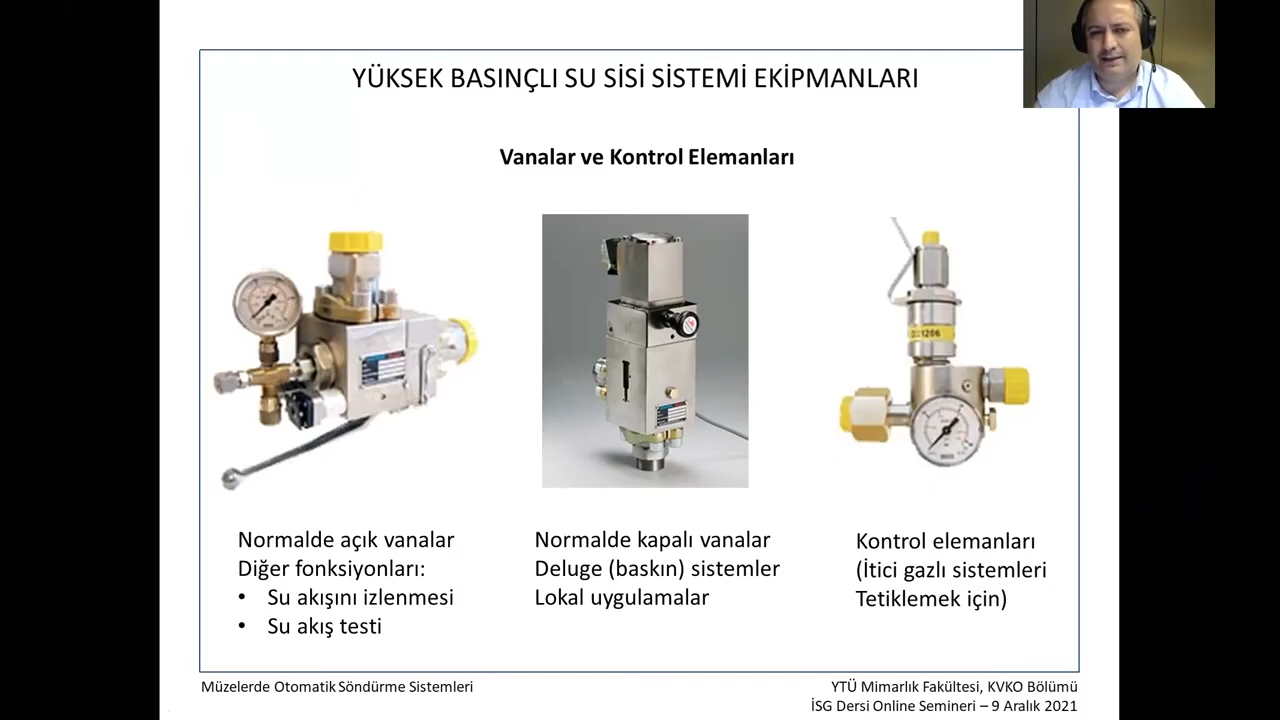 YÜKSEK BASINÇLI SU SİSİ SİSTEMİ EKİPMANLARI
Vanalar ve Kontrol Elemanları
Normalde açık vanalar
Diğer fonksiyonları:
• Su akışını izlenmesi
• Su akış testi
Normalde kapalı vanalar
Deluge (baskın) sistemler
Lokal uygulamalar
Kontrol elemanları
(İtici gazlı sistemleri
Tetiklemek için)
Müzelerde Otomatik Söndürme Sistemleri
YTÜ Mimarlık Fakültesi, KVKO Bölümü
İSG Dersi Online Semineri – 9 Aralık 2021